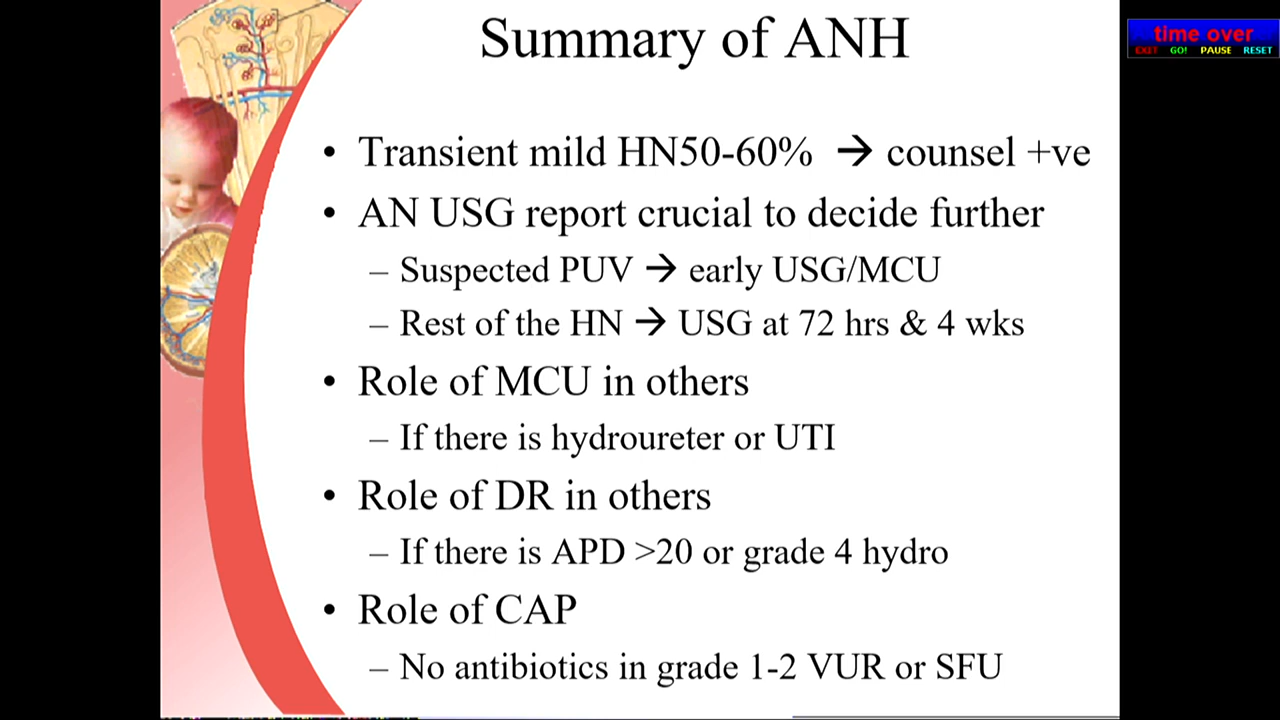 Summary of ANH
time over
EXIT GO! PAUSE RESET
• Transient mild HN50-60% → counsel +ve
• AN USG report crucial to decide further
– Suspected PUV → early USG/MCU
– Rest of the HN → USG at 72 hrs & 4 wks
• Role of MCU in others
– If there is hydroureter or UTI
• Role of DR in others
– If there is APD >20 or grade 4 hydro
• Role of CAP
– No antibiotics in grade 1-2 VUR or SFU